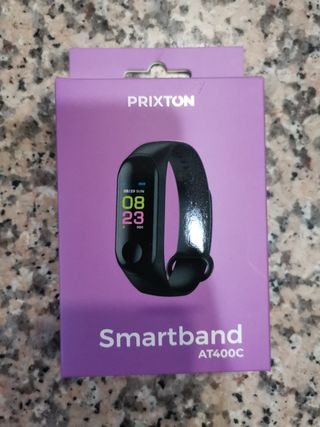 PRIXTON
08
23
Smartband
AT400C